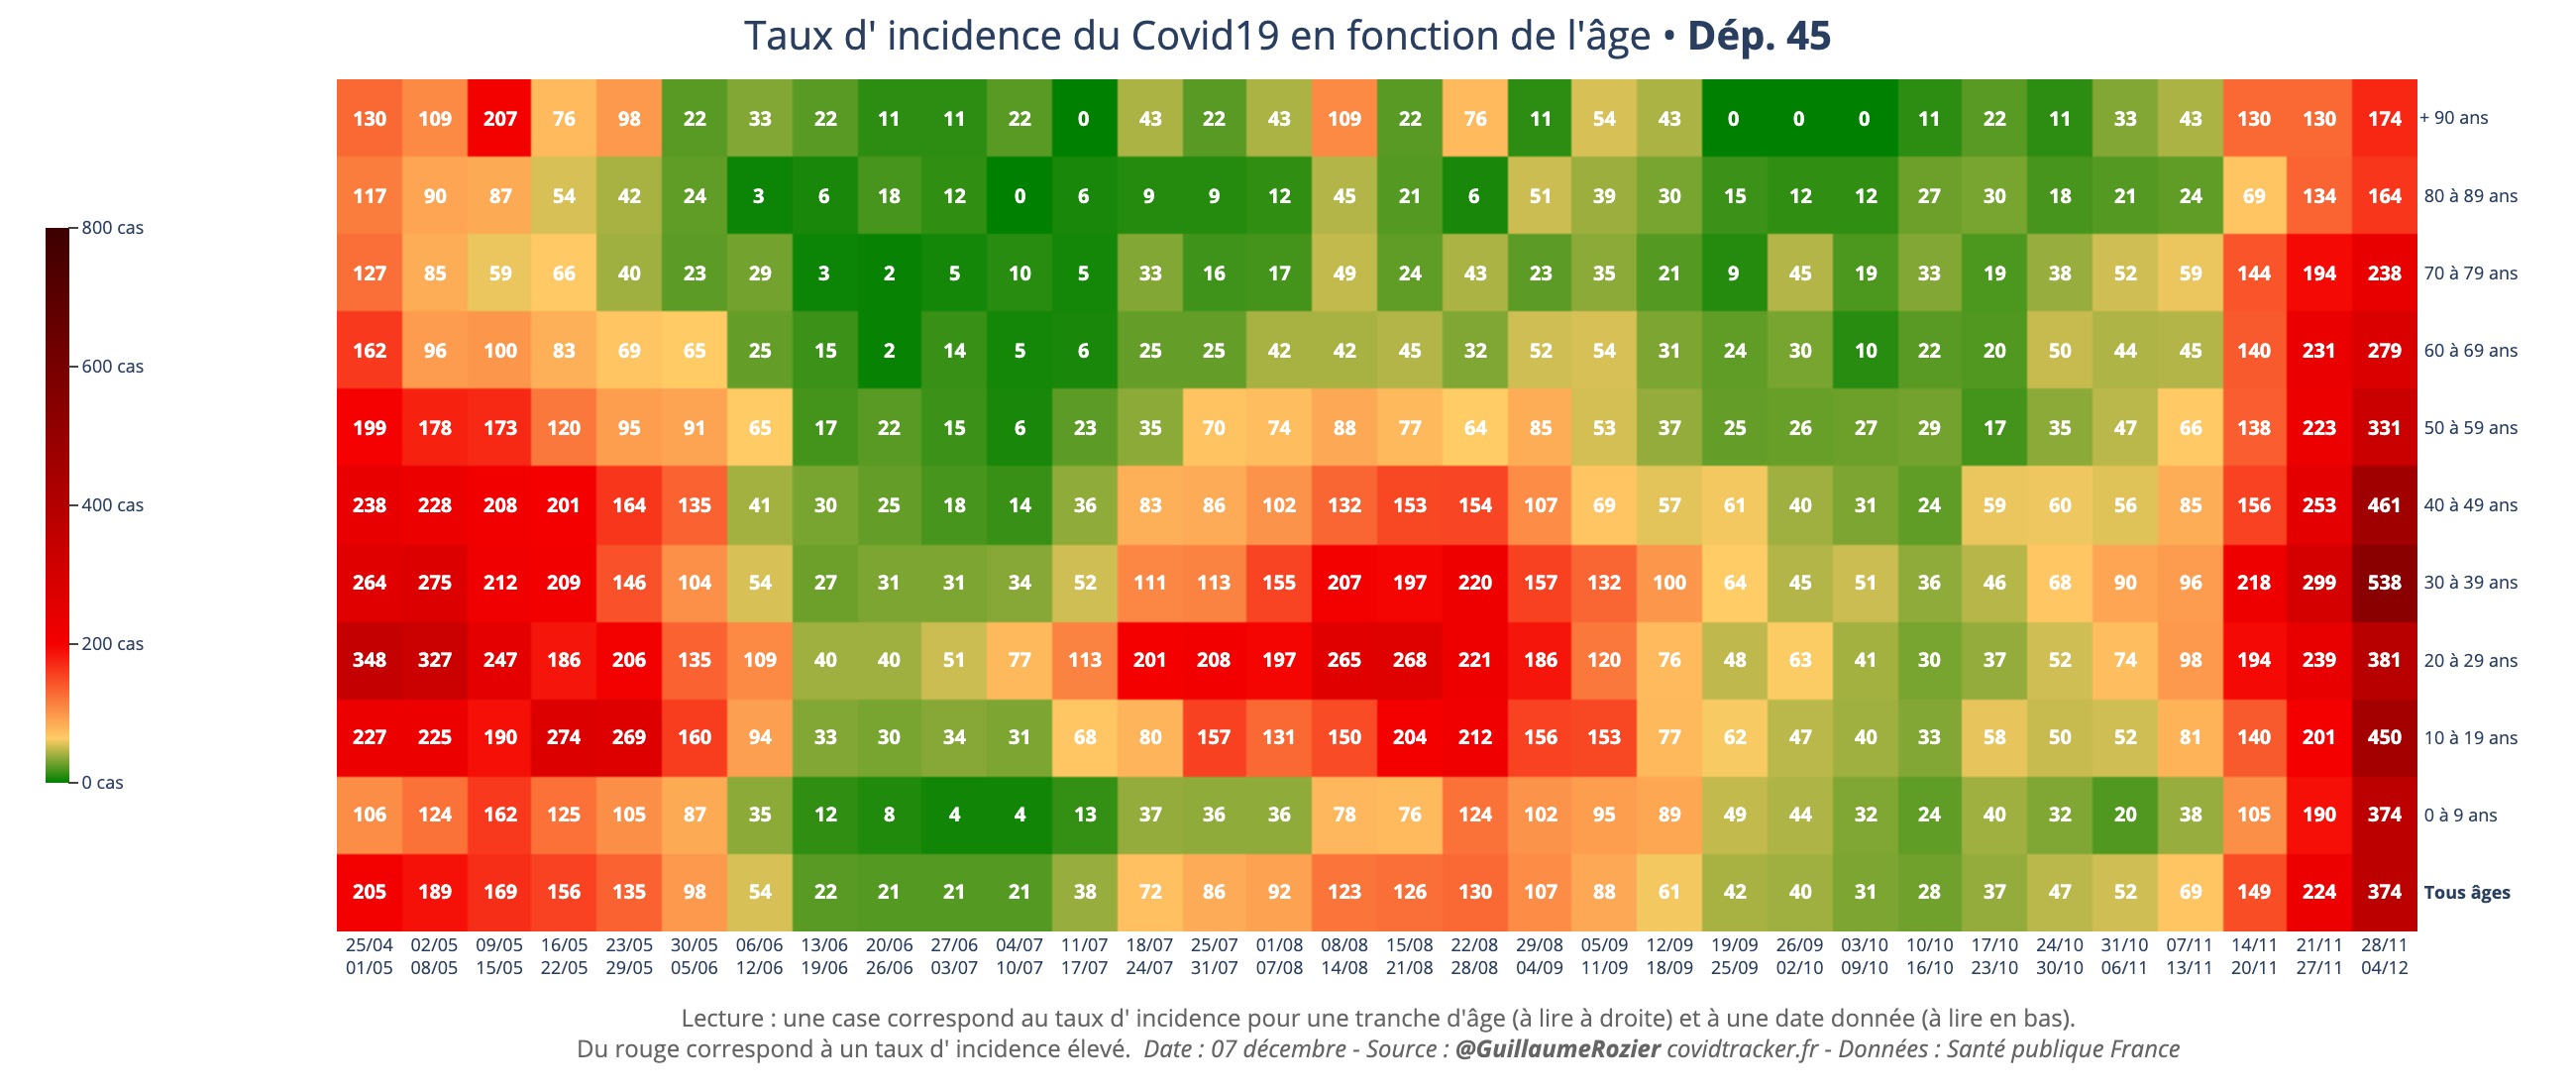 Taux d' incidence du Covid19 en fonction de l'âge • Dép. 45
800 cas
600 cas
400 cas
200 cas
0 cas
130 109 207 76 98 22 33 22 11 11 22 0 43 22 43 109 22 76 11 54 43 0 0 0 11 22 11 33 43 130 130 174 + 90 ans
117 90 87 54 42 24 3 6 18 12 0 6 9 9 12 45 21 6 51 39 30 15 12 12 27 30 18 21 24 69 134 164 80 à 89 ans
127 85 59 66 40 23 29 3 2 5 10 5 33 16 17 49 24 43 23 35 21 9 45 19 33 19 38 52 59 144 194 238 70 à 79 ans
162 96 100 83 69 65 25 15 2 14 5 6 25 25 42 42 45 32 52 54 31 24 30 10 22 20 50 44 45 140 231 279 60 à 69 ans
199 178 173 120 95 91 65 17 22 15 6 23 35 70 74 88 77 64 85 53 37 25 26 27 29 17 35 47 66 138 223 331 50 à 59 ans
238 228 208 201 164 135 41 30 25 18 14 36 83 86 102 132 153 154 107 69 57 61 40 31 24 59 60 56 85 156 253 461 40 à 49 ans
264 275 212 209 146 104 54 27 31 31 34 52 111 113 155 207 197 220 157 132 100 64 45 51 36 46 68 90 96 218 299 538 30 à 39 ans
348 327 247 186 206 135 109 40 40 51 77 113 201 208 197 265 268 221 186 120 76 48 63 41 30 37 52 74 98 194 239 381 20 à 29 ans
227 225 190 274 269 160 94 33 30 34 31 68 80 157 131 150 204 212 156 153 77 62 47 40 33 58 50 52 81 140 201 450 10 à 19 ans
106 124 162 125 105 87 35 12 8 4 4 13 37 36 36 78 76 124 102 95 89 49 44 32 24 40 32 20 38 105 190 374 0 à 9 ans
205 189 169 156 135 98 54 22 21 21 21 38 72 86 92 123 126 130 107 88 61 42 40 31 28 37 47 52 69 149 224 374 Tous âges
25/04 02/05 09/05 16/05 23/05 30/05 06/06 13/06 20/06 27/06 04/07 11/07 18/07 25/07 01/08 08/08 15/08 22/08 29/08 05/09 12/09 19/09 26/09 03/10 10/10 17/10 24/10 31/10 07/11 14/11 21/11 28/11
01/05 08/05 15/05 22/05 29/05 05/06 12/06 19/06 26/06 03/07 10/07 17/07 24/07 31/07 07/08 14/08 21/08 28/08 04/09 11/09 18/09 25/09 02/10 09/10 16/10 23/10 30/10 06/11 13/11 20/11 27/11 04/12
Lecture : une case correspond au taux d' incidence pour une tranche d'âge (à lire à droite) et à une date donnée (à lire en bas).
Du rouge correspond à un taux d' incidence élevé. Date : 07 décembre - Source : @GuillaumeRozier covidtracker.fr - Données : Santé publique France